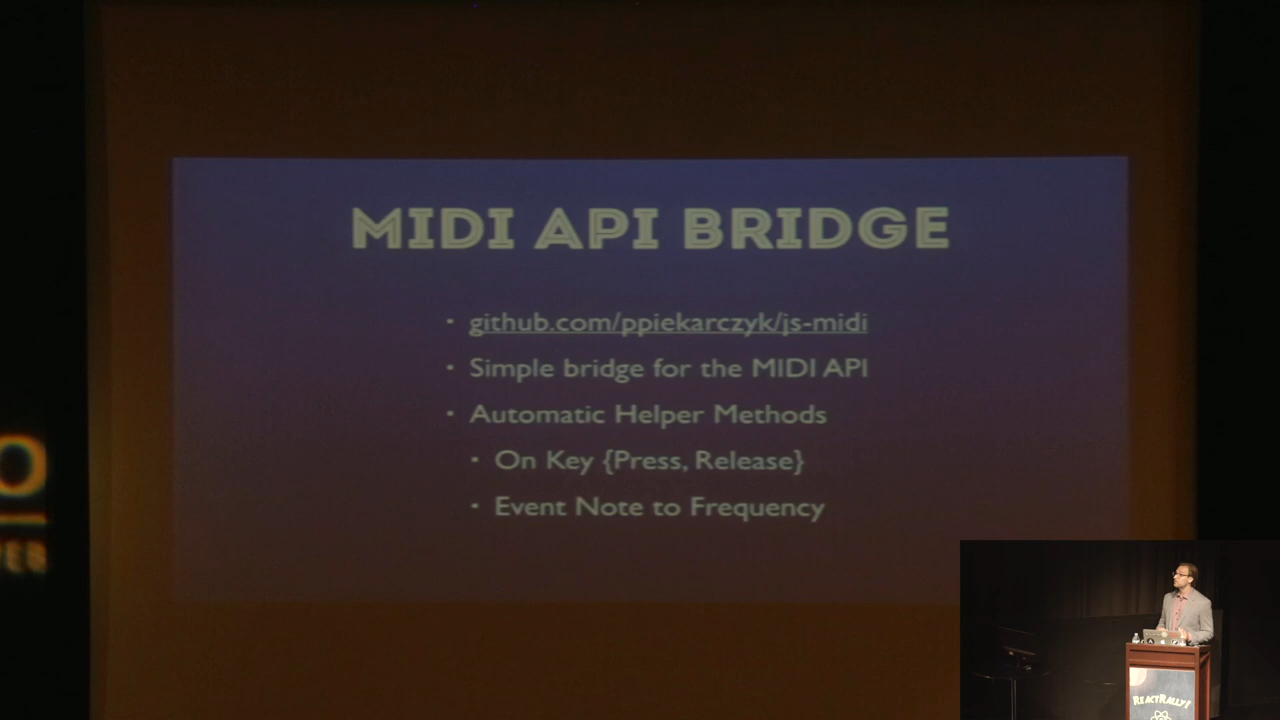 MIDI API BRIDGE
· github.com/ppiekarczyk/js-midi
· Simple bridge for the MIDI API
· Automatic Helper Methods
· On Key {Press, Release}
· Event Note to Frequency
REACTRALLY!